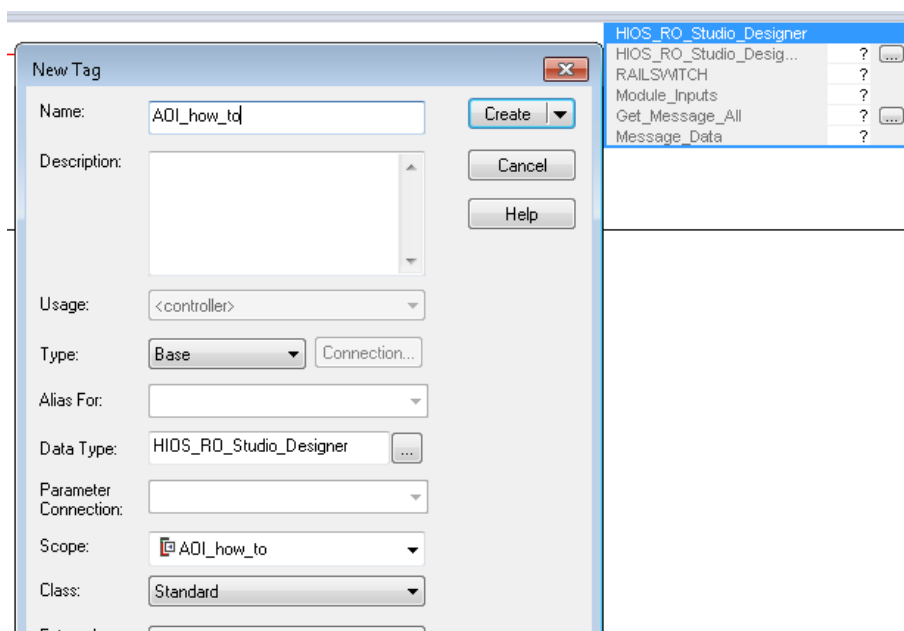 New Tag
Name: AOI_how_to
Create
Description:
Cancel
Help
Usage: <controller>
Type: Base Connection...
Alias For:
Data Type: HIOS_RO_Studio_Designer ...
Parameter
Connection:
Scope: AOI_how_to
Class: Standard
HIOS_RO_Studio_Designer
HIOS_RO_Studio_Desig... ? ...
RAILSWITCH ?
Module_Inputs ?
Get_Message_All ? ...
Message_Data ?